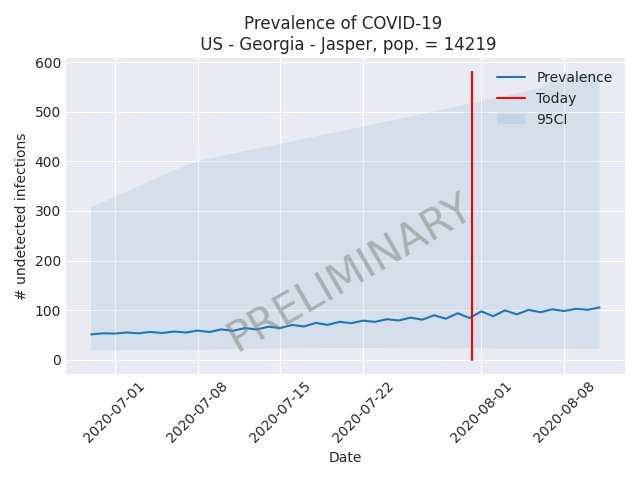 Prevalence of COVID-19
US - Georgia - Jasper, pop. = 14219
600
500
400
300
200
100
0
# undetected infections
Prevalence
Today
95CI
PRELIMINARY
2020-07-01
2020-07-08
2020-07-15
2020-07-22
2020-08-01
2020-08-08
Date